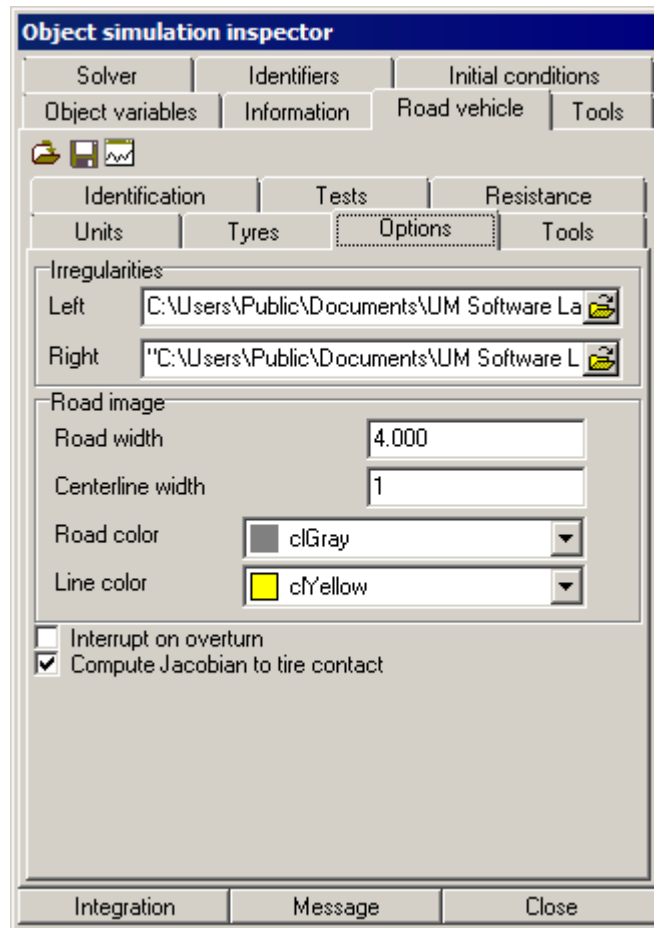 Object simulation inspector
Solver Identifiers Initial conditions
Object variables Information Road vehicle Tools
Identification Tests Resistance
Units Tyres Options Tools
Irregularities
Left C:\Users\Public\Documents\UM Software La
Right "C:\Users\Public\Documents\UM Software L
Road image
Road width 4.000
Centerline width 1
Road color clGray
Line color clYellow
Interrupt on overturn
Compute Jacobian to tire contact
Integration Message Close